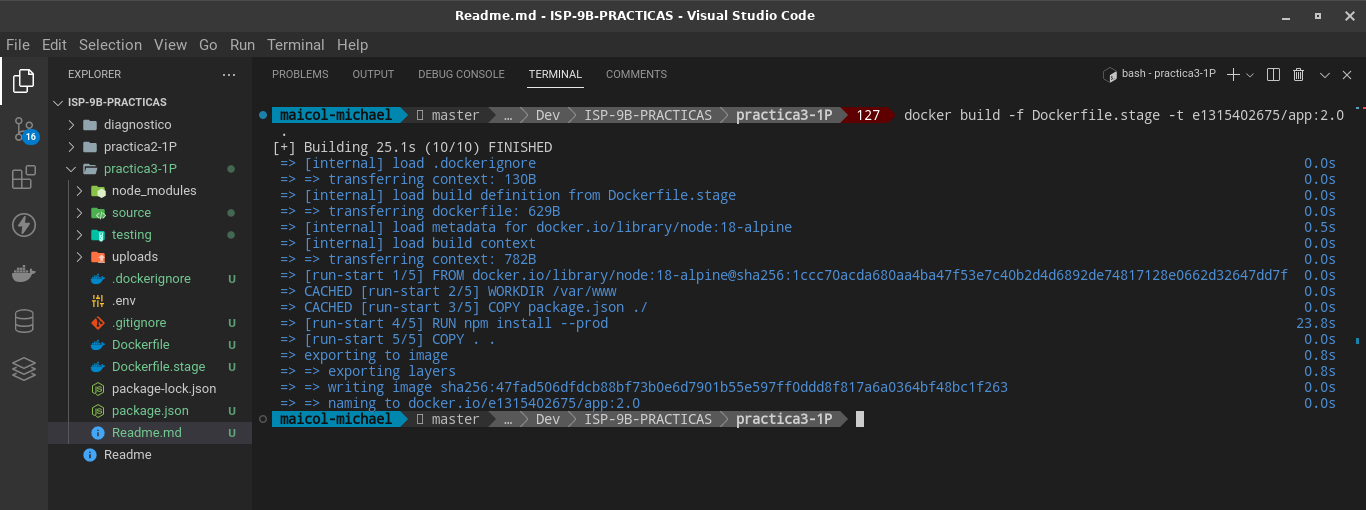 Readme.md - ISP-9B-PRACTICAS - Visual Studio Code
File Edit Selection View Go Run Terminal Help
EXPLORER
PROBLEMS OUTPUT DEBUG CONSOLE TERMINAL COMMENTS
bash - practica3-1P
ISP-9B-PRACTICAS
diagnostico
practica2-1P
practica3-1P
node_modules
source
testing
uploads
.dockerignore U
.env
.gitignore U
Dockerfile U
Dockerfile.stage U
package-lock.json
package.json U
Readme.md U
Readme
16
maicol-michael master … Dev ISP-9B-PRACTICAS practica3-1P 127 docker build -f Dockerfile.stage -t e1315402675/app:2.0
.
[+] Building 25.1s (10/10) FINISHED
=> [internal] load .dockerignore 0.0s
=> => transferring context: 130B 0.0s
=> [internal] load build definition from Dockerfile.stage 0.0s
=> => transferring dockerfile: 629B 0.0s
=> [internal] load metadata for docker.io/library/node:18-alpine 0.5s
=> [internal] load build context 0.0s
=> => transferring context: 782B 0.0s
=> [run-start 1/5] FROM docker.io/library/node:18-alpine@sha256:1ccc70acda680aa4ba47f53e7c40b2d4d6892de74817128e0662d32647dd7f 0.0s
=> CACHED [run-start 2/5] WORKDIR /var/www 0.0s
=> CACHED [run-start 3/5] COPY package.json ./ 0.0s
=> [run-start 4/5] RUN npm install --prod 23.8s
=> [run-start 5/5] COPY . . 0.0s
=> exporting to image 0.8s
=> => exporting layers 0.8s
=> => writing image sha256:47fad506dfdcb88bf73b0e6d7901b55e597ff0ddd8f817a6a0364bf48bc1f263 0.0s
=> => naming to docker.io/e1315402675/app:2.0 0.0s
maicol-michael master … Dev ISP-9B-PRACTICAS practica3-1P